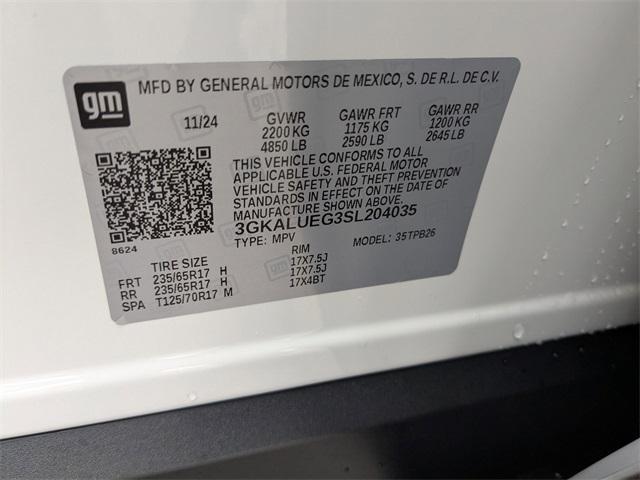 gm
MFD BY GENERAL MOTORS DE MEXICO, S. DE R.L. DE C.V.
11/24 GVWR GAWR FRT GAWR RR
2200 KG 1175 KG 1200 KG
4850 LB 2590 LB 2645 LB
THIS VEHICLE CONFORMS TO ALL
APPLICABLE U.S. FEDERAL MOTOR
VEHICLE SAFETY AND THEFT PREVENTION
STANDARDS IN EFFECT ON THE DATE OF
MANUFACTURE SHOWN ABOVE.
3GKALUEG3SL204035
8624 TYPE: MPV MODEL: 35TPB26
TIRE SIZE RIM
FRT 235/65R17 H 17X7.5J
RR 235/65R17 H 17X7.5J
SPA T125/70R17 M 17X4BT